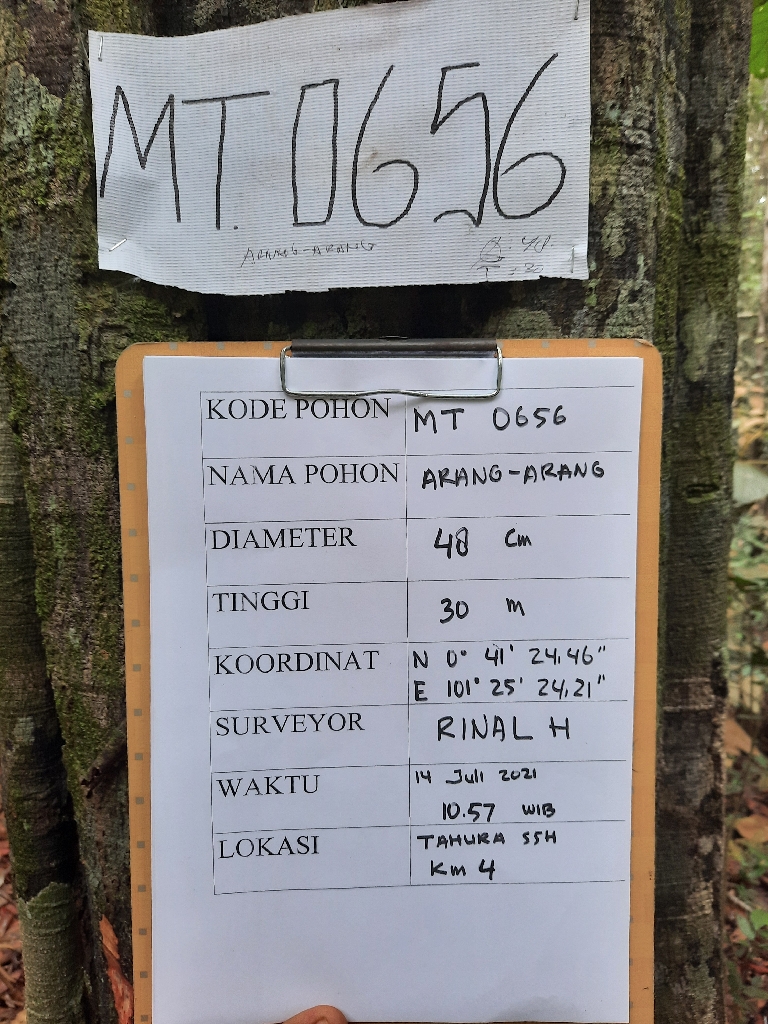 MT. 0656
ARANG-ARANG
KODE POHON MT 0656
NAMA POHON ARANG-ARANG
DIAMETER 48 Cm
TINGGI 30 m
KOORDINAT N 0° 41' 24,46"
E 101° 25' 24,21"
SURVEYOR RINAL H
WAKTU 14 Juli 2021
10.57 WIB
LOKASI TAHURA SSH
Km 4